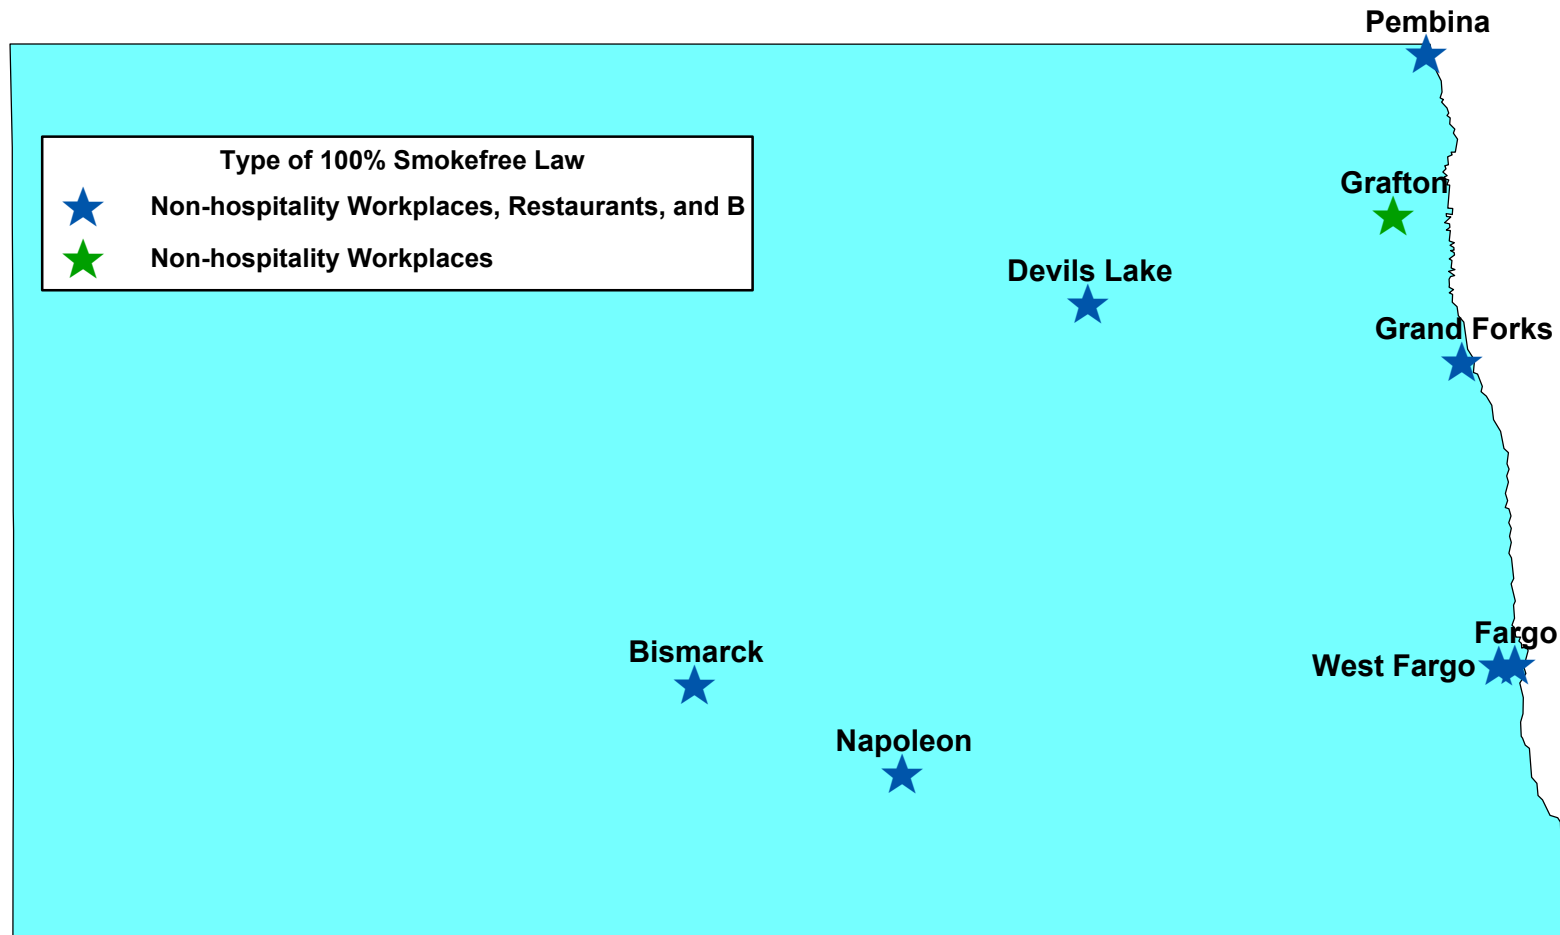 Pembina
Type of 100% Smokefree Law
Non-hospitality Workplaces, Restaurants, and B
Non-hospitality Workplaces
Grafton
Devils Lake
Grand Forks
Fargo
West Fargo
Bismarck
Napoleon